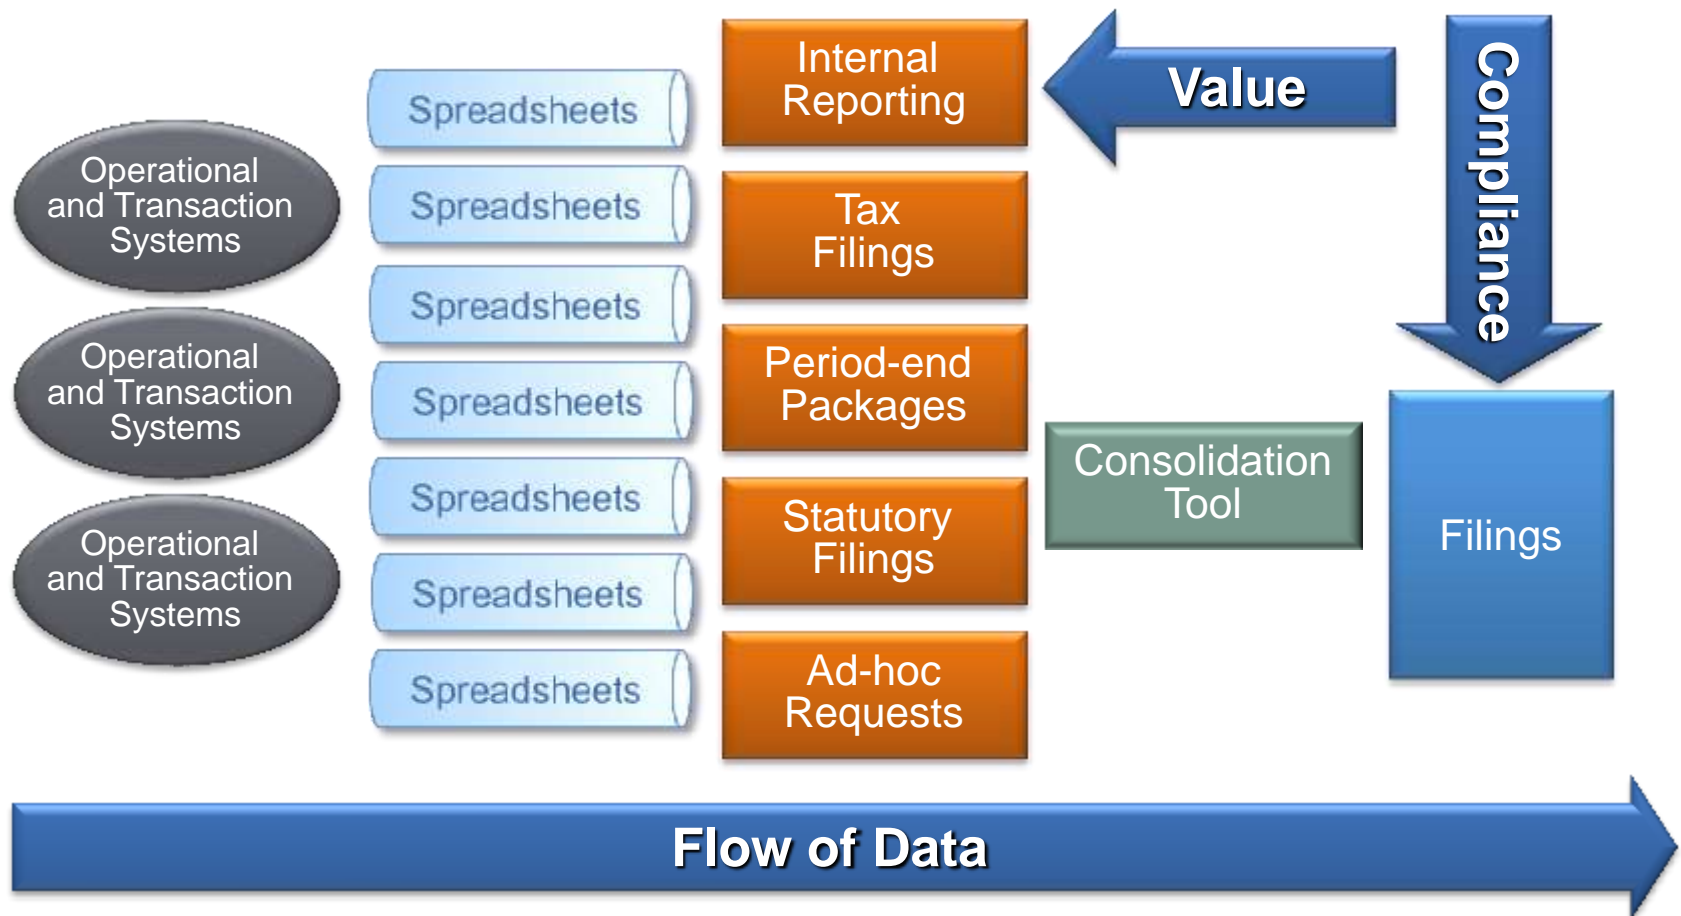 Operational
and Transaction
Systems
Operational
and Transaction
Systems
Operational
and Transaction
Systems
Spreadsheets
Spreadsheets
Spreadsheets
Spreadsheets
Spreadsheets
Spreadsheets
Spreadsheets
Internal
Reporting
Tax
Filings
Period-end
Packages
Statutory
Filings
Ad-hoc
Requests
Value
Compliance
Consolidation
Tool
Filings
Flow of Data